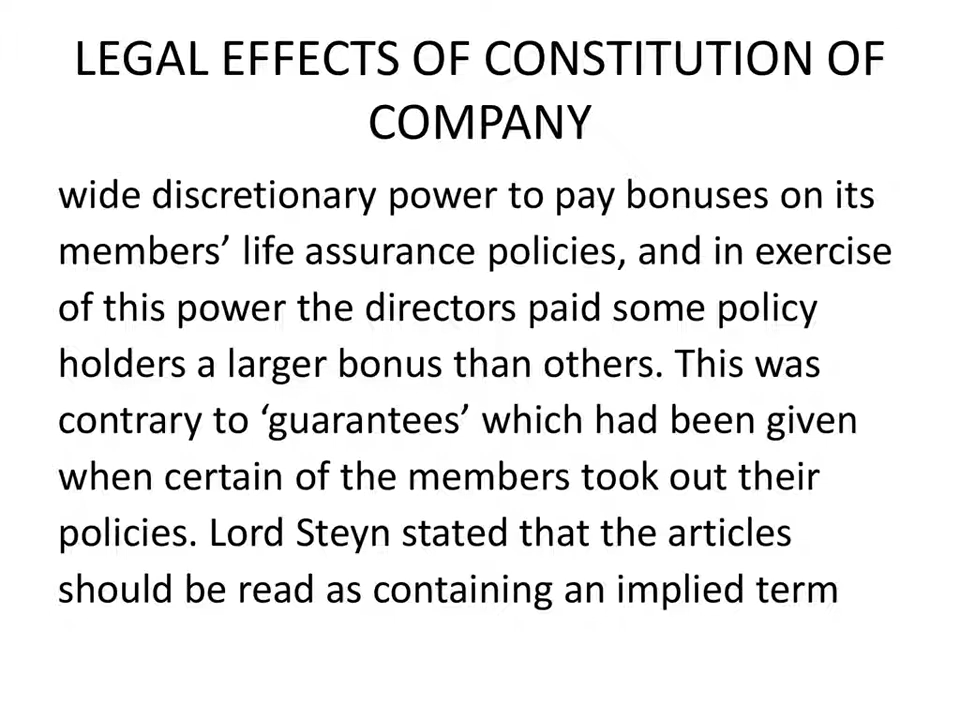 LEGAL EFFECTS OF CONSTITUTION OF
COMPANY
wide discretionary power to pay bonuses on its
members’ life assurance policies, and in exercise
of this power the directors paid some policy
holders a larger bonus than others. This was
contrary to ‘guarantees’ which had been given
when certain of the members took out their
policies. Lord Steyn stated that the articles
should be read as containing an implied term